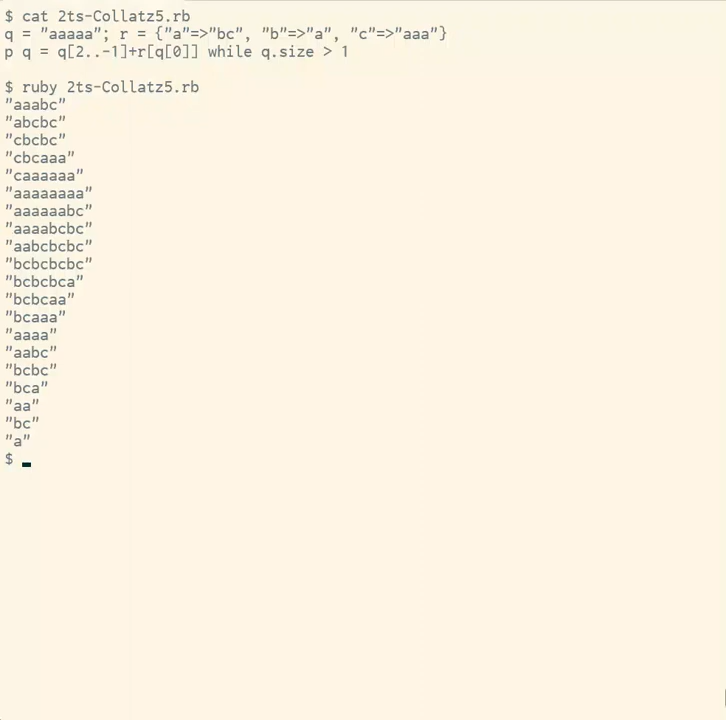 $ cat 2ts-Collatz5.rb
q = "aaaaa"; r = {"a"=>"bc", "b"=>"a", "c"=>"aaa"}
p q = q[2..-1]+r[q[0]] while q.size > 1
$ ruby 2ts-Collatz5.rb
"aaabc"
"abcbc"
"cbcbc"
"cbcaaa"
"caaaaaa"
"aaaaaaaa"
"aaaaaabc"
"aaaabcbc"
"aabcbcbc"
"bcbcbcbc"
"bcbcbca"
"bcbcaa"
"bcaaa"
"aaaa"
"aabc"
"bcbc"
"bca"
"aa"
"bc"
"a"
$